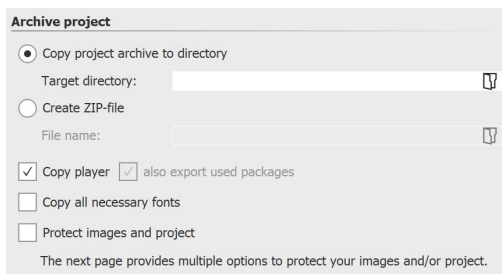 Archive project
Copy project archive to directory
Target directory:
Create ZIP-file
File name:
Copy player also export used packages
Copy all necessary fonts
Protect images and project
The next page provides multiple options to protect your images and/or project.